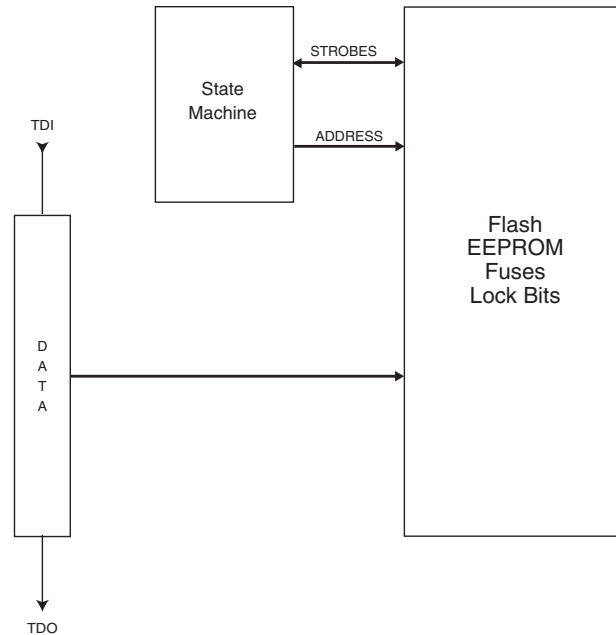 STROBES
State
Machine
ADDRESS
TDI
Flash
EEPROM
Fuses
Lock Bits
D
A
T
A
TDO